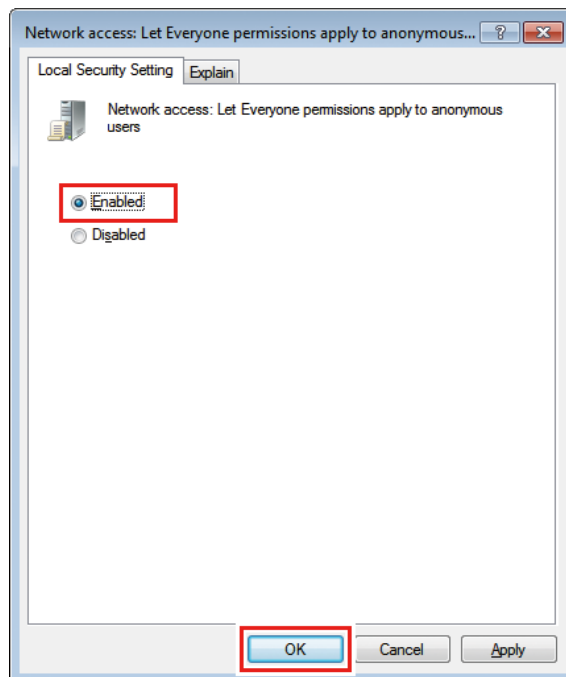 Network access: Let Everyone permissions apply to anonymous...
Local Security Setting
Explain
Network access: Let Everyone permissions apply to anonymous
users
Enabled
Disabled
OK
Cancel
Apply